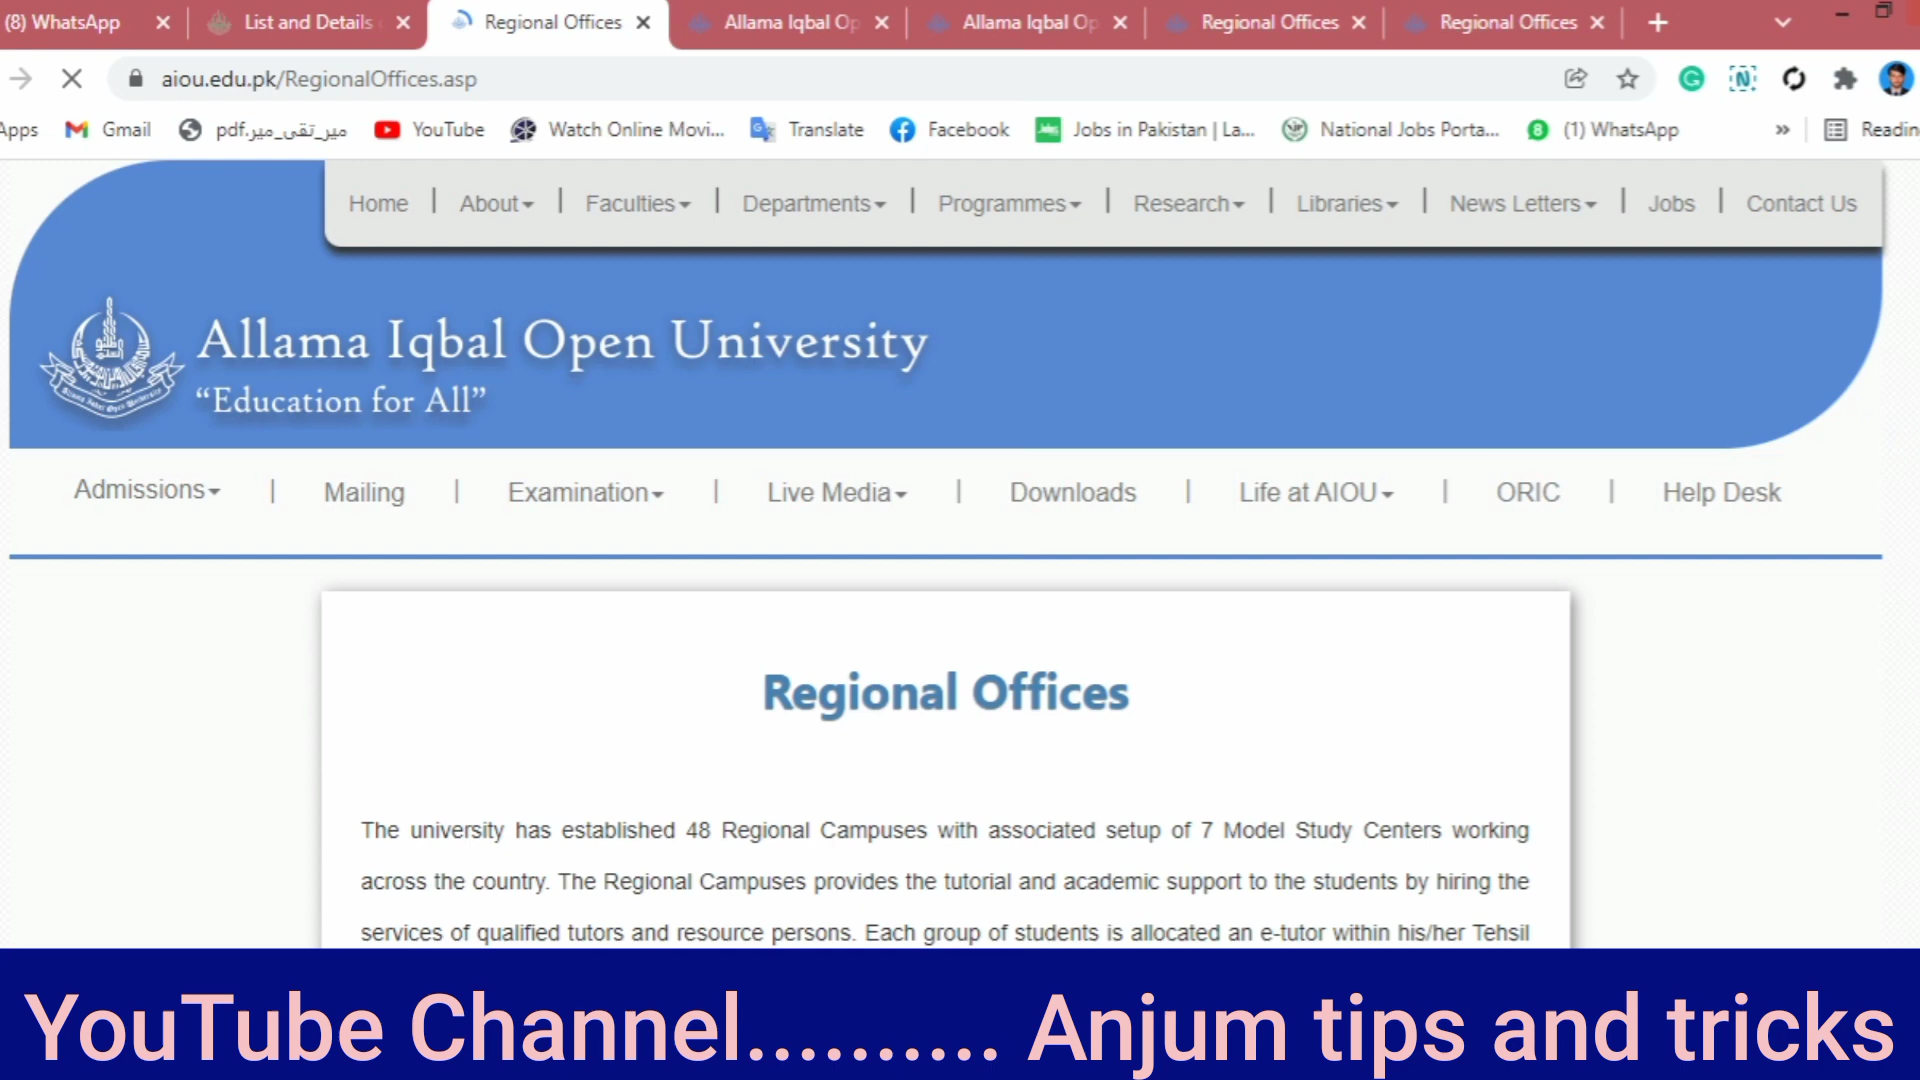 (8) WhatsApp
List and Details
Regional Offices
Allama Iqbal Op
Allama Iqbal Op
Regional Offices
Regional Offices
aiou.edu.pk/RegionalOffices.asp
Apps
Gmail
میر_تقی_میر.pdf
YouTube
Watch Online Movi...
Translate
Facebook
Jobs in Pakistan | La...
National Jobs Porta...
(1) WhatsApp
»
Readin
Home | About | Faculties | Departments | Programmes | Research | Libraries | News Letters | Jobs | Contact Us
Allama Iqbal Open University
“Education for All”
Admissions | Mailing | Examination | Live Media | Downloads | Life at AIOU | ORIC | Help Desk
Regional Offices
The university has established 48 Regional Campuses with associated setup of 7 Model Study Centers working
across the country. The Regional Campuses provides the tutorial and academic support to the students by hiring the
services of qualified tutors and resource persons. Each group of students is allocated an e-tutor within his/her Tehsil
YouTube Channel.......... Anjum tips and tricks